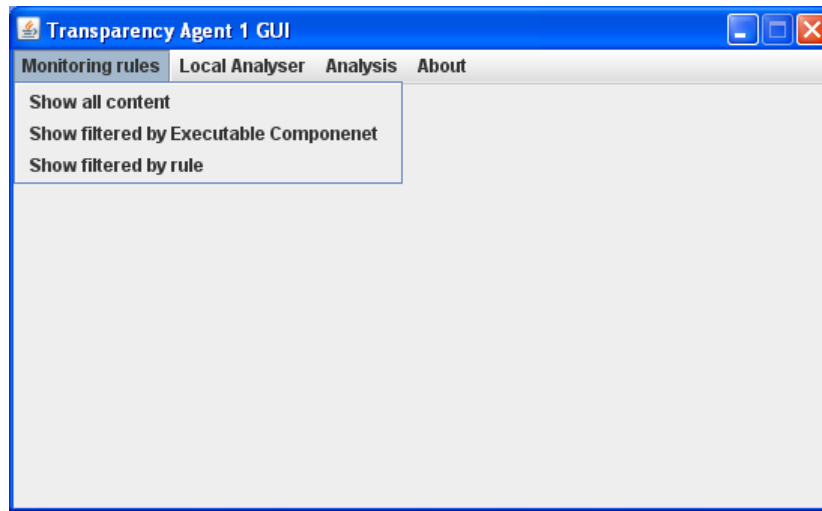 Transparency Agent 1 GUI
Monitoring rules Local Analyser Analysis About
Show all content
Show filtered by Executable Componenet
Show filtered by rule